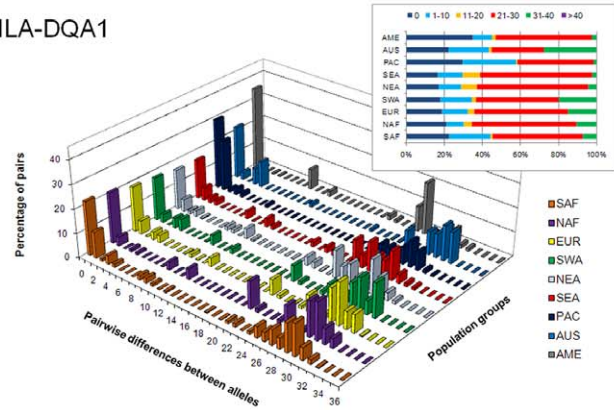 HLA-DQA1
0 1-10 11-20 21-30 31-40 >40
AME
AUS
PAC
SEA
NEA
SWA
EUR
NAF
SAF
0% 20% 40% 60% 80% 100%
Percentage of pairs
40
30
20
10
0
0 2 4 6 8 10 12 14 16 18 20 22 24 26 28 30 32 34 36
Pairwise differences between alleles
Population groups
SAF
NAF
EUR
SWA
NEA
SEA
PAC
AUS
AME